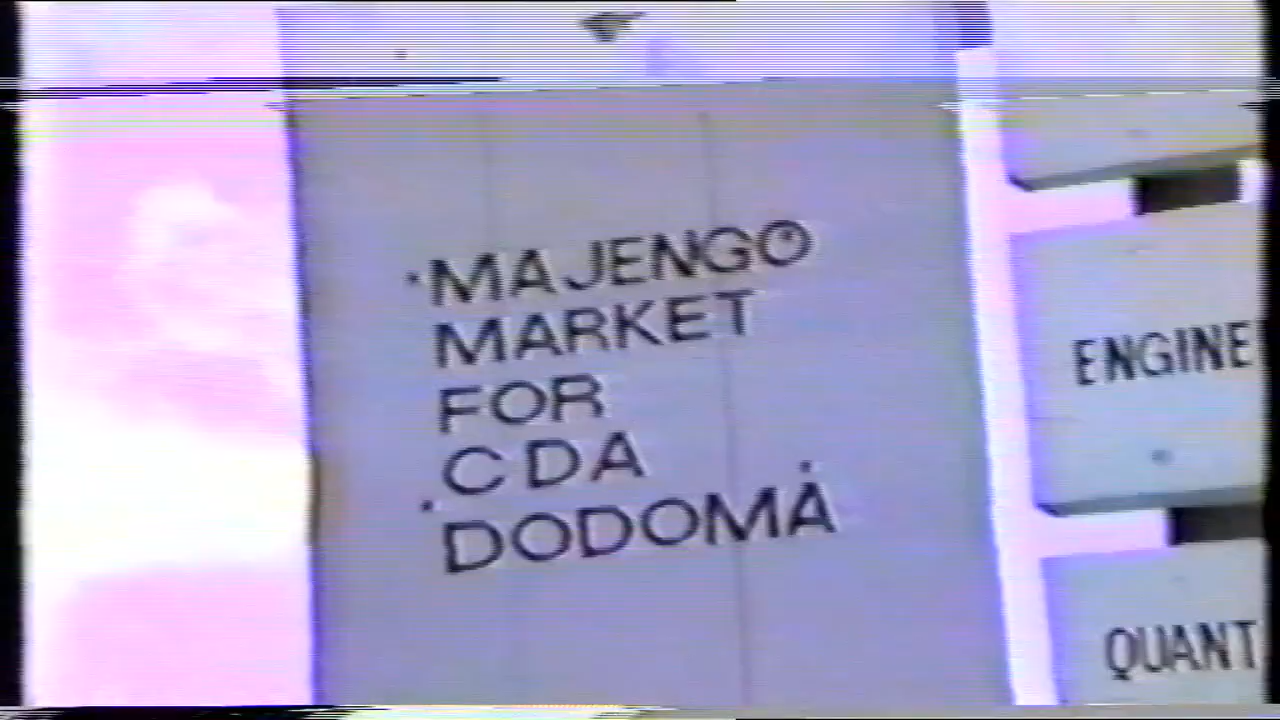 MAJENGO
MARKET
FOR
CDA
DODOMA
ENGINE
QUANT